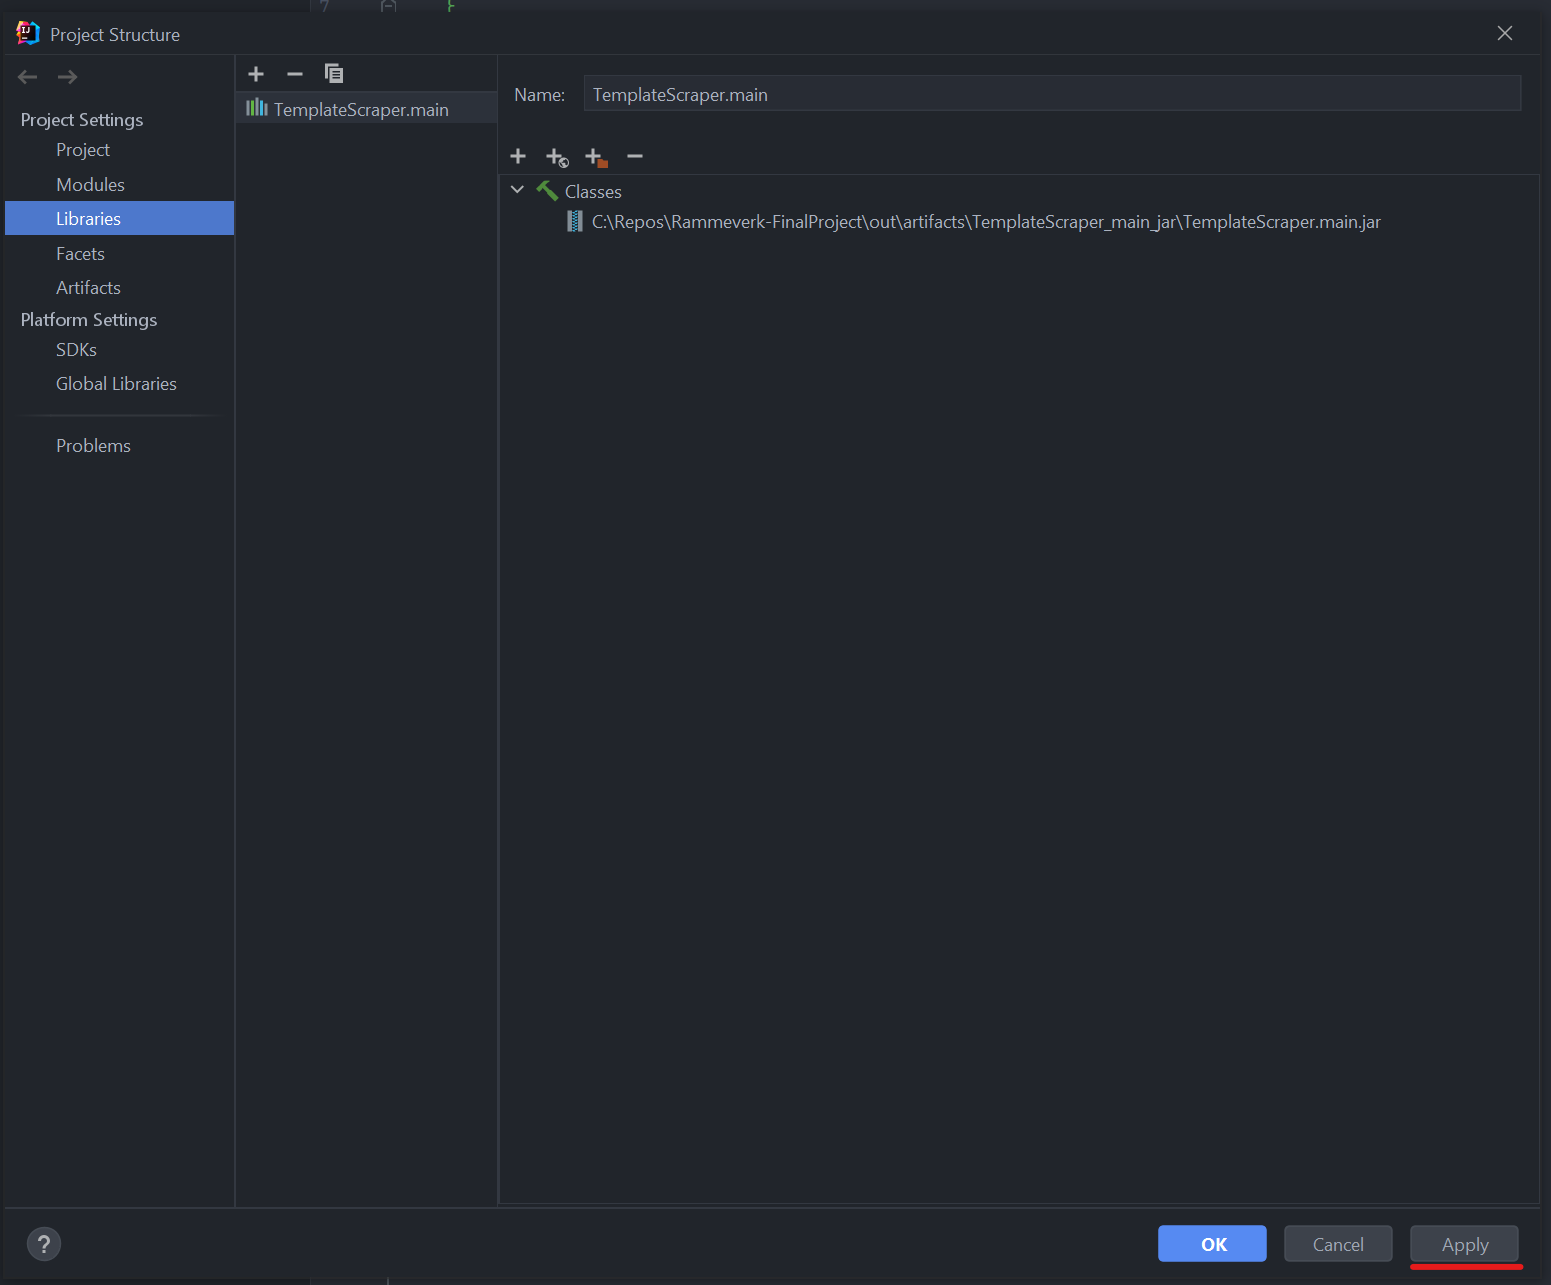 7
Project Structure
Project Settings
Project
Modules
Libraries
Facets
Artifacts
Platform Settings
SDKs
Global Libraries
Problems
TemplateScraper.main
Name: TemplateScraper.main
Classes
C:\Repos\Rammeverk-FinalProject\out\artifacts\TemplateScraper_main_jar\TemplateScraper.main.jar
?
OK
Cancel
Apply